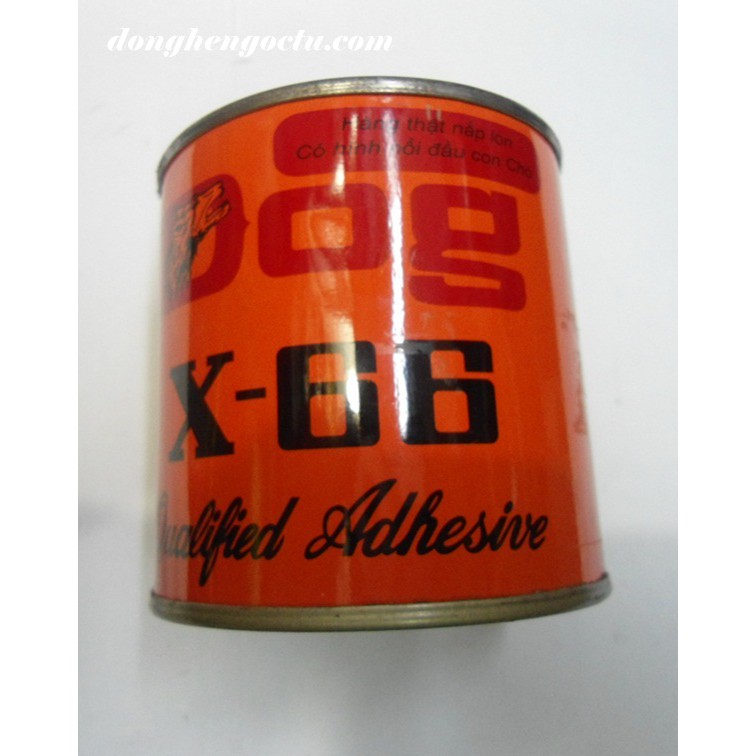 donghengoctu.com
Hàng thật nắp lon
Có hình nổi đầu con Chó
Dog
X-66
Qualified Adhesive